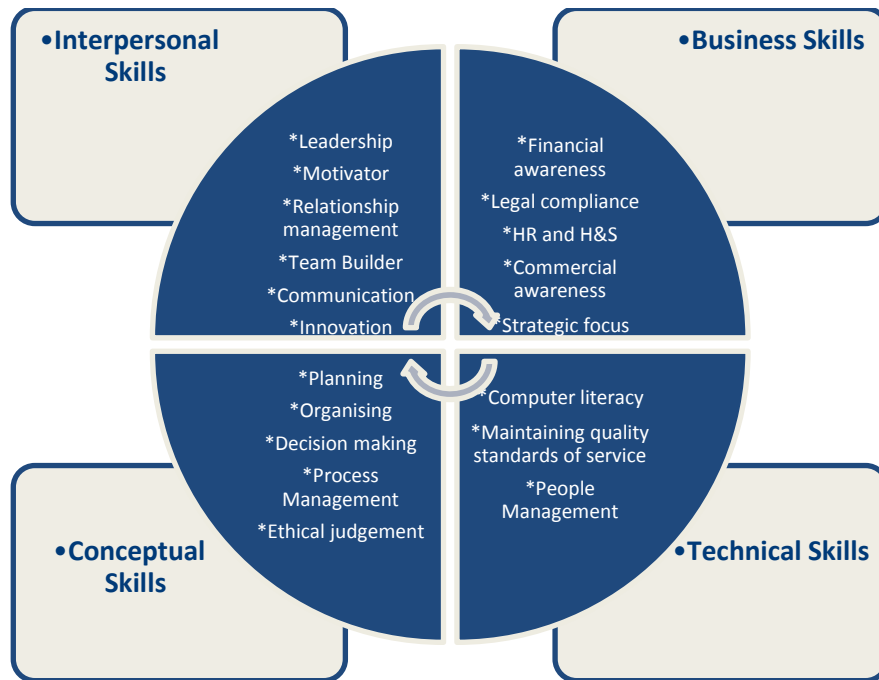 •Interpersonal
Skills
*Leadership
*Motivator
*Relationship
management
*Team Builder
*Communication
*Innovation
•Business Skills
*Financial
awareness
*Legal compliance
*HR and H&S
*Commercial
awareness
*Strategic focus
•Conceptual
Skills
*Planning
*Organising
*Decision making
*Process
Management
*Ethical judgement
•Technical Skills
*Computer literacy
*Maintaining quality
standards of service
*People
Management